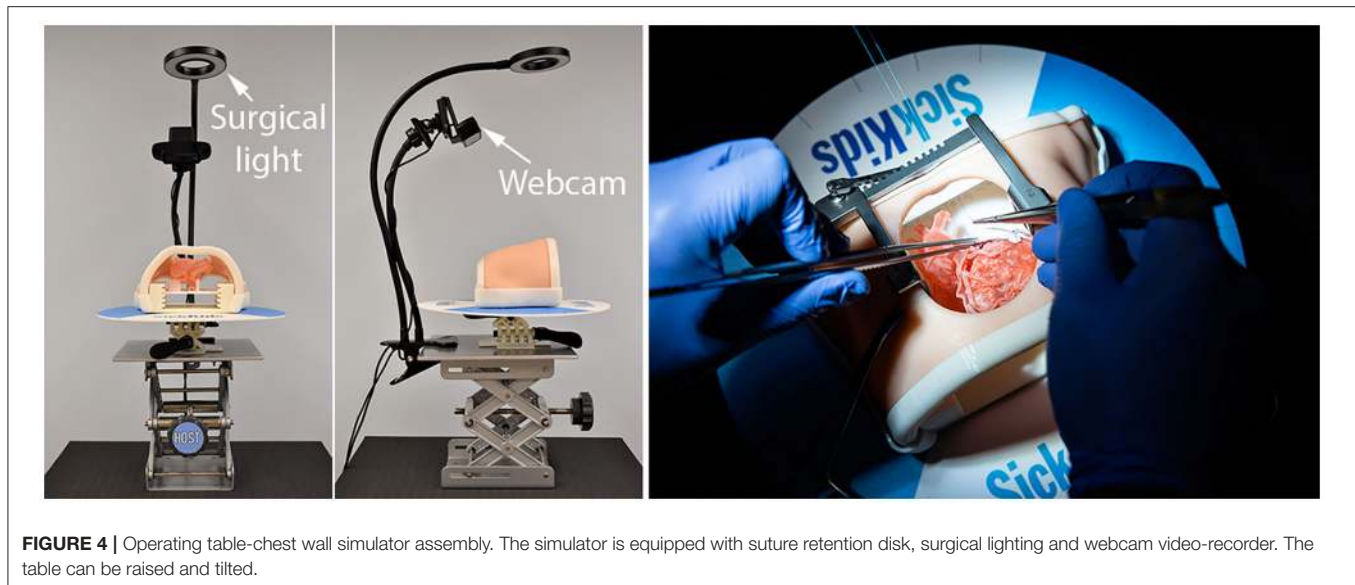 Surgical
light
Webcam
HOST
SickKids
Sick
FIGURE 4 | Operating table-chest wall simulator assembly. The simulator is equipped with suture retention disk, surgical lighting and webcam video-recorder. The
table can be raised and tilted.